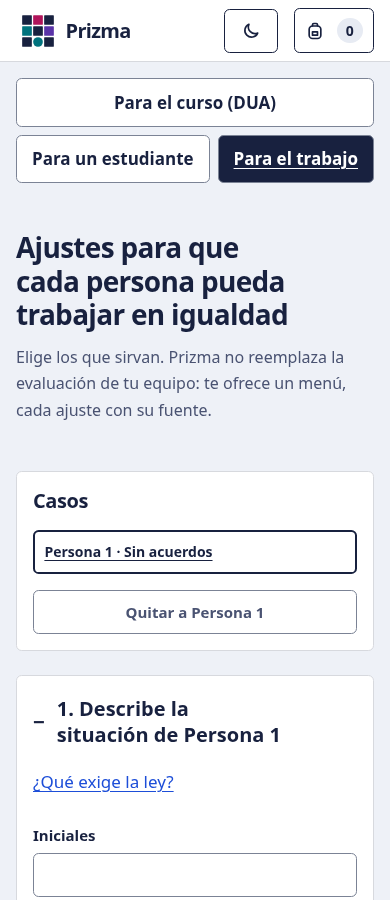 Prizma
0
Para el curso (DUA)
Para un estudiante
Para el trabajo
Ajustes para que
cada persona pueda
trabajar en igualdad
Elige los que sirvan. Prizma no reemplaza la
evaluación de tu equipo: te ofrece un menú,
cada ajuste con su fuente.
Casos
Persona 1 · Sin acuerdos
Quitar a Persona 1
– 1. Describe la
situación de Persona 1
¿Qué exige la ley?
Iniciales